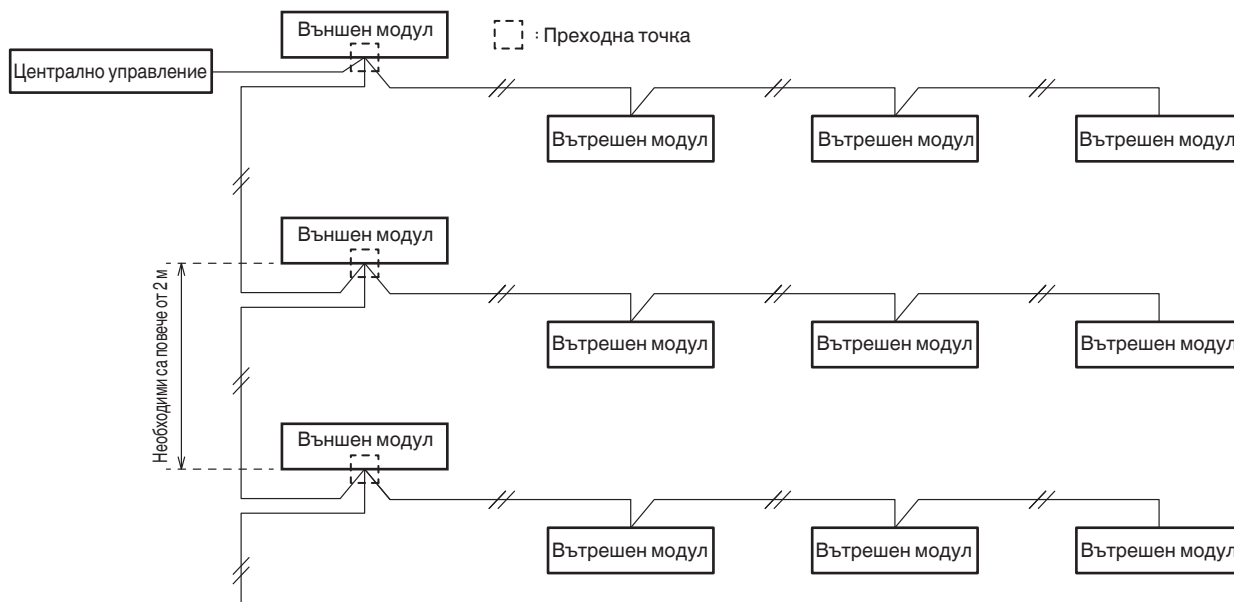 Външен модул
: Преходна точка
Централно управление
Вътрешен модул
Вътрешен модул
Вътрешен модул
Външен модул
Необходими са повече от 2 м
Вътрешен модул
Вътрешен модул
Вътрешен модул
Външен модул
Вътрешен модул
Вътрешен модул
Вътрешен модул